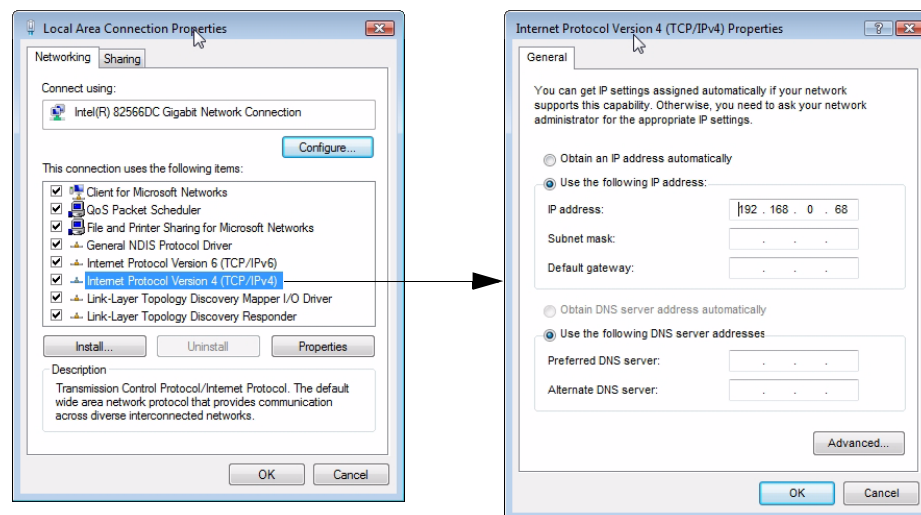 Local Area Connection Properties
Networking
Sharing
Connect using:
Intel(R) 82566DC Gigabit Network Connection
Configure...
This connection uses the following items:
Client for Microsoft Networks
QoS Packet Scheduler
File and Printer Sharing for Microsoft Networks
General NDIS Protocol Driver
Internet Protocol Version 6 (TCP/IPv6)
Internet Protocol Version 4 (TCP/IPv4)
Link-Layer Topology Discovery Mapper I/O Driver
Link-Layer Topology Discovery Responder
Install...
Uninstall
Properties
Description
Transmission Control Protocol/Internet Protocol. The default
wide area network protocol that provides communication
across diverse interconnected networks.
OK
Cancel
Internet Protocol Version 4 (TCP/IPv4) Properties
General
You can get IP settings assigned automatically if your network
supports this capability. Otherwise, you need to ask your network
administrator for the appropriate IP settings.
Obtain an IP address automatically
Use the following IP address:
IP address:
192 . 168 . 0 . 68
Subnet mask:
. . .
Default gateway:
. . .
Obtain DNS server address automatically
Use the following DNS server addresses
Preferred DNS server:
. . .
Alternate DNS server:
. . .
Advanced...
OK
Cancel